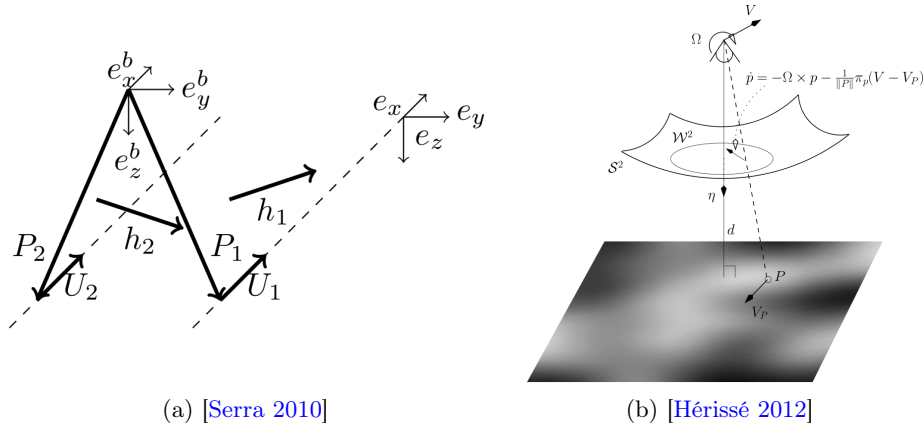 e_x^b
e_y^b
e_z^b
e_x
e_y
e_z
h_1
h_2
P_2
P_1
U_2
U_1
V
Ω
ṗ = −Ω × p − 1/‖P‖ π_p(V − V_P)
𝒲²
𝒮²
η
d
P
V_P
(a) [Serra 2010]
(b) [Hérissé 2012]